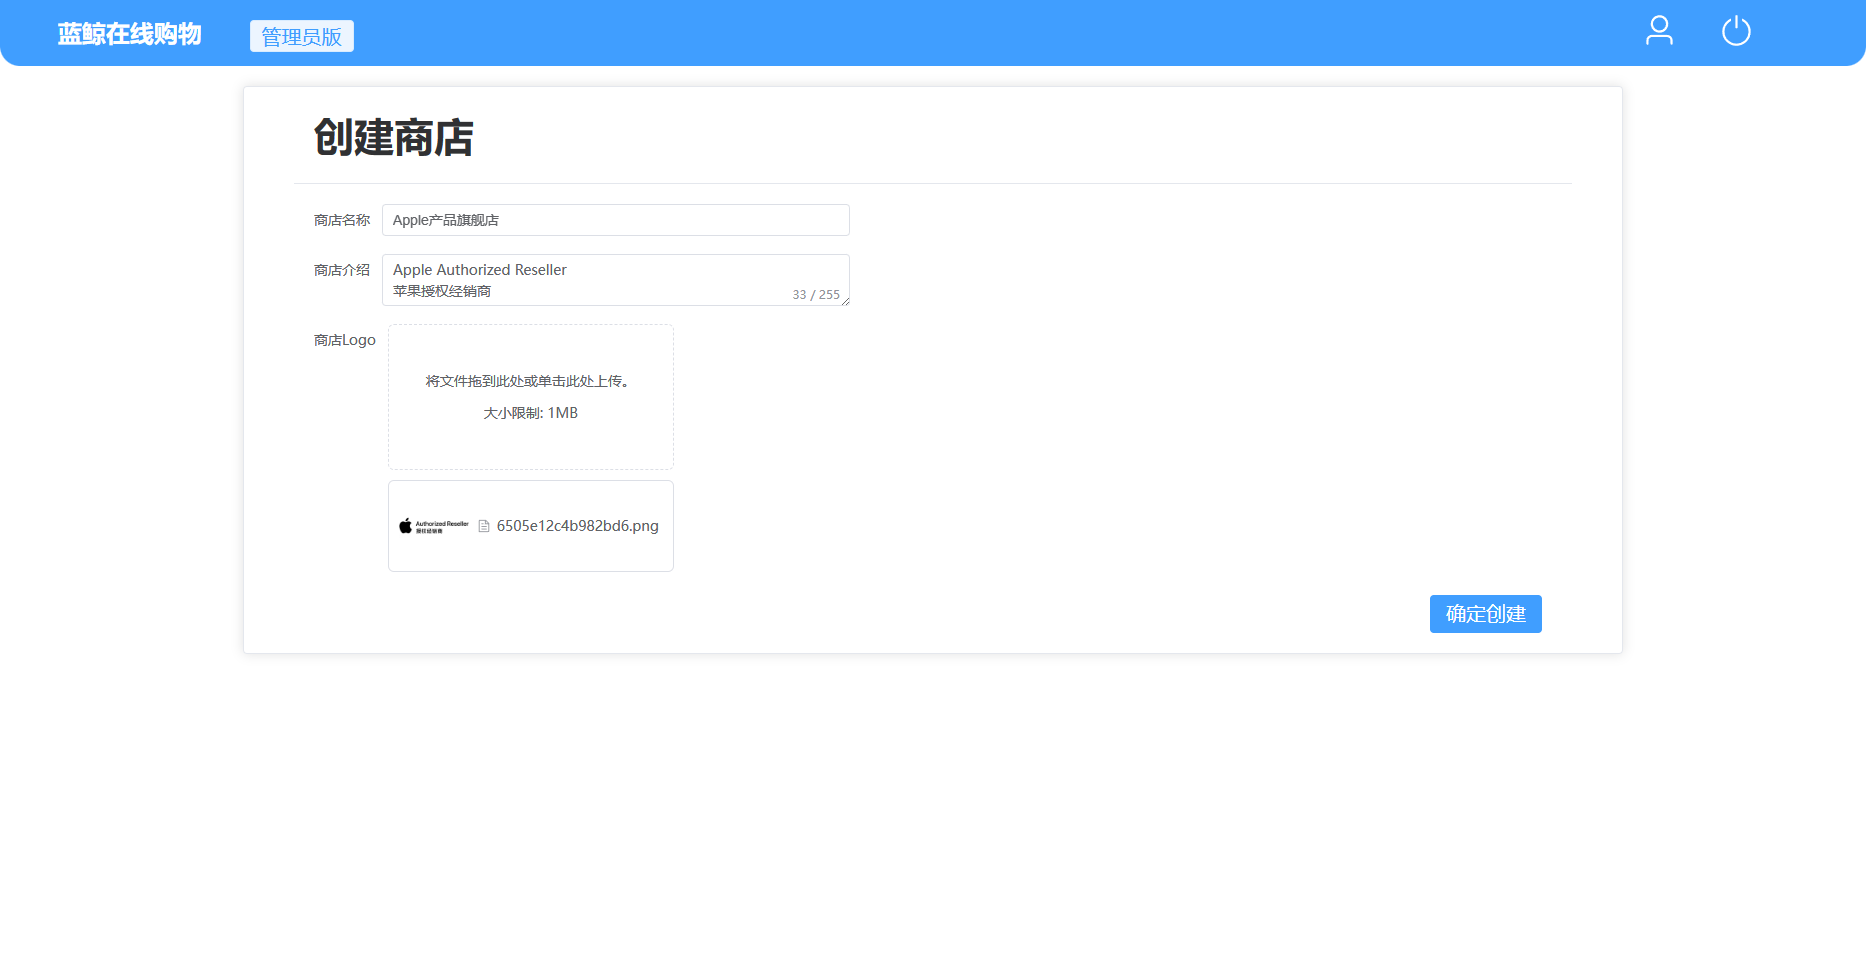 蓝鲸在线购物
管理员版
创建商店
商店名称
Apple产品旗舰店
商店介绍
Apple Authorized Reseller
苹果授权经销商
33 / 255
商店Logo
将文件拖到此处或单击此处上传。
大小限制: 1MB
Authorized Reseller
授权经销商
6505e12c4b982bd6.png
确定创建